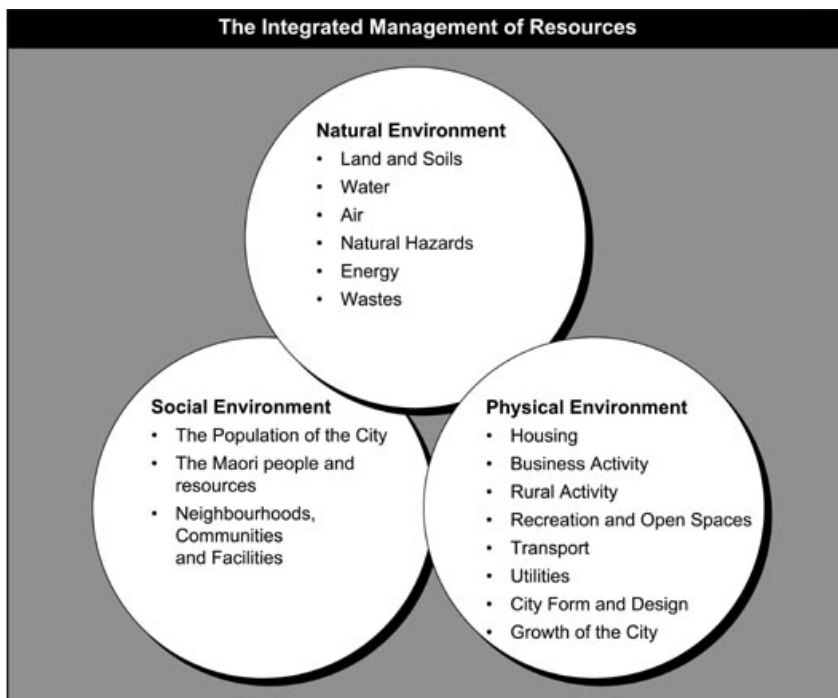 The Integrated Management of Resources
Natural Environment
• Land and Soils
• Water
• Air
• Natural Hazards
• Energy
• Wastes
Social Environment
• The Population of the City
• The Maori people and
resources
• Neighbourhoods,
Communities
and Facilities
Physical Environment
• Housing
• Business Activity
• Rural Activity
• Recreation and Open Spaces
• Transport
• Utilities
• City Form and Design
• Growth of the City